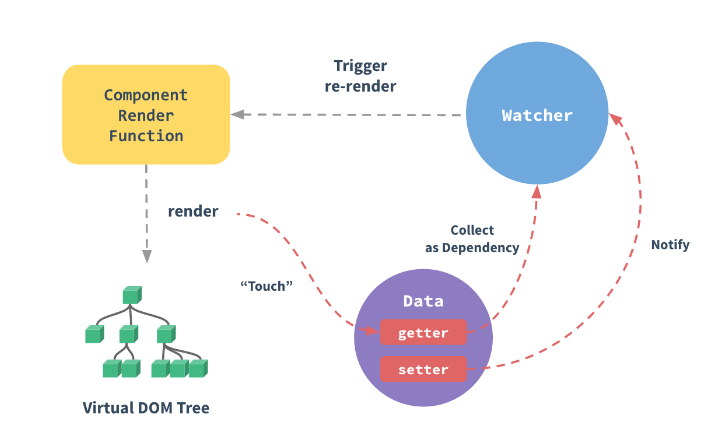 Trigger
re-render
Component
Render
Function
Watcher
render
Collect
as Dependency
Notify
“Touch”
Data
getter
setter
Virtual DOM Tree